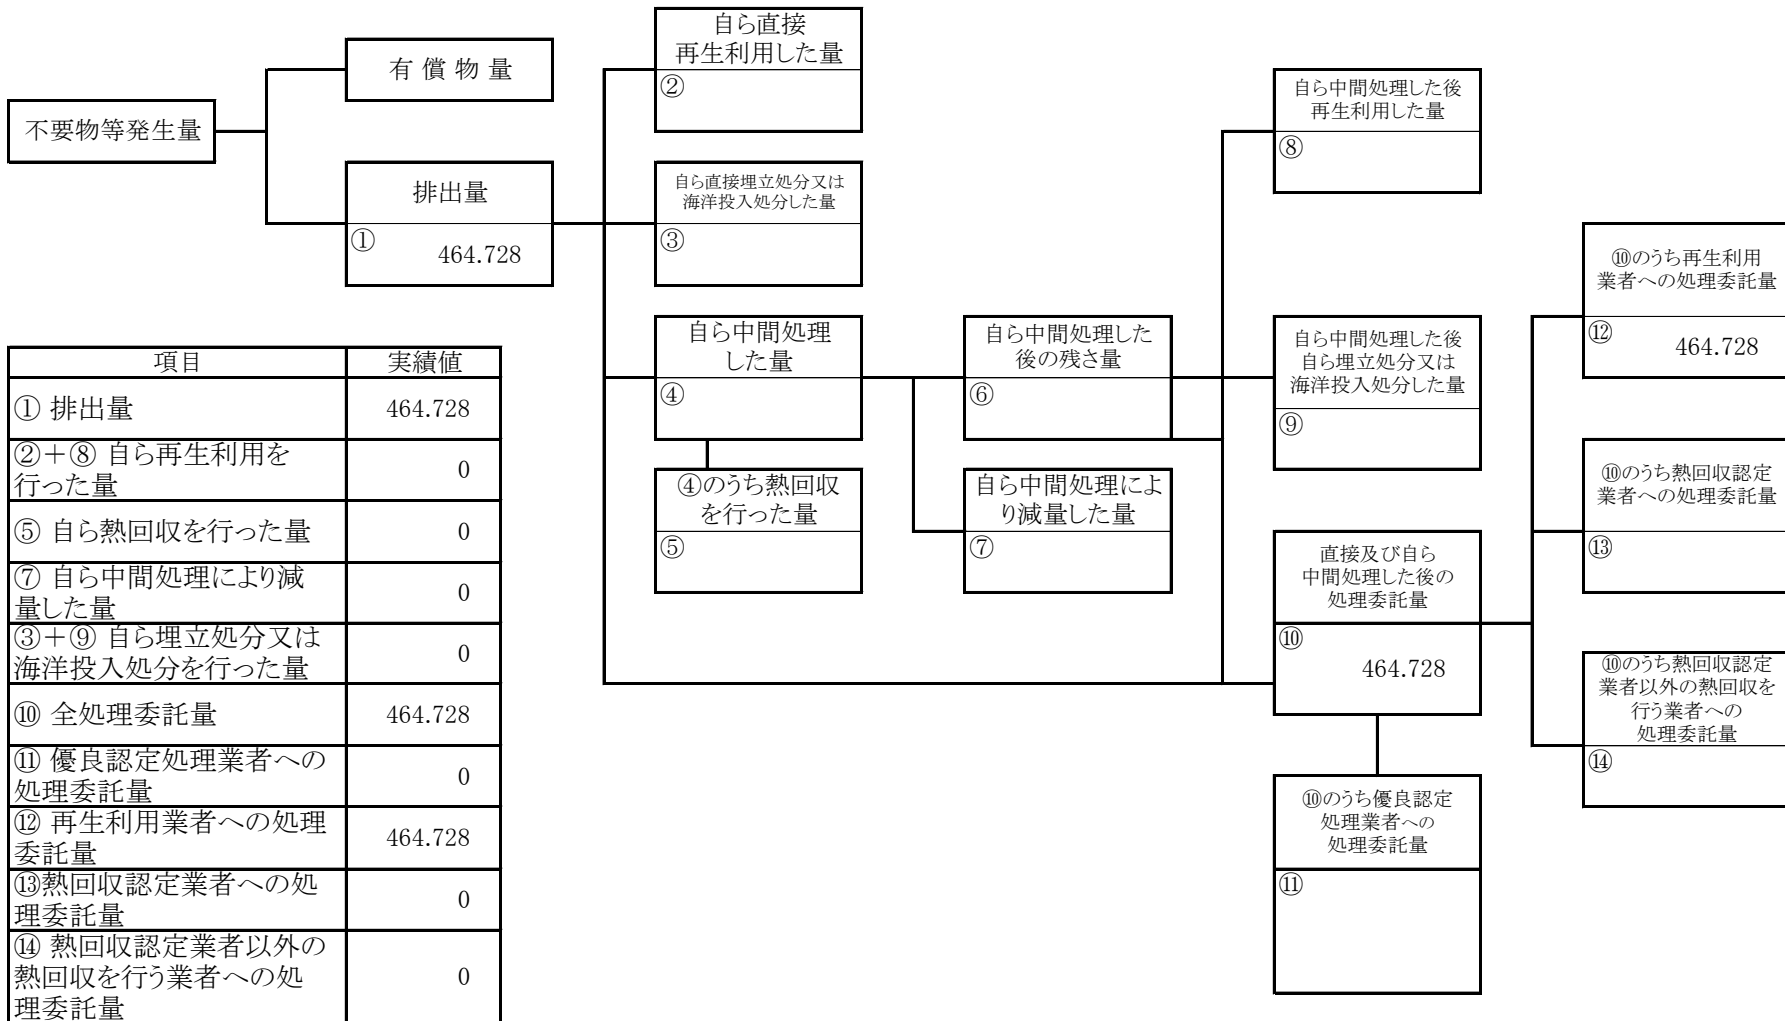 自ら直接
再生利用した量
②
有 償 物 量
不要物等発生量
排出量
①
464.728
自ら直接埋立処分又は
海洋投入処分した量
③
自ら中間処理した後
再生利用した量
⑧
自ら中間処理
した量
④
自ら中間処理した
後の残さ量
⑥
自ら中間処理した後
自ら埋立処分又は
海洋投入処分した量
⑨
⑩のうち再生利用
業者への処理委託量
⑫
464.728
④のうち熱回収
を行った量
⑤
自ら中間処理によ
り減量した量
⑦
直接及び自ら
中間処理した後の
処理委託量
⑩
464.728
⑩のうち熱回収認定
業者への処理委託量
⑬
⑩のうち熱回収認定
業者以外の熱回収を
行う業者への
処理委託量
⑭
⑩のうち優良認定
処理業者への
処理委託量
⑪
項目 実績値
① 排出量 464.728
②+⑧ 自ら再生利用を
行った量 0
⑤ 自ら熱回収を行った量 0
⑦ 自ら中間処理により減
量した量 0
③+⑨ 自ら埋立処分又は
海洋投入処分を行った量 0
⑩ 全処理委託量 464.728
⑪ 優良認定処理業者への
処理委託量 0
⑫ 再生利用業者への処理
委託量 464.728
⑬熱回収認定業者への処
理委託量 0
⑭ 熱回収認定業者以外の
熱回収を行う業者への処
理委託量 0